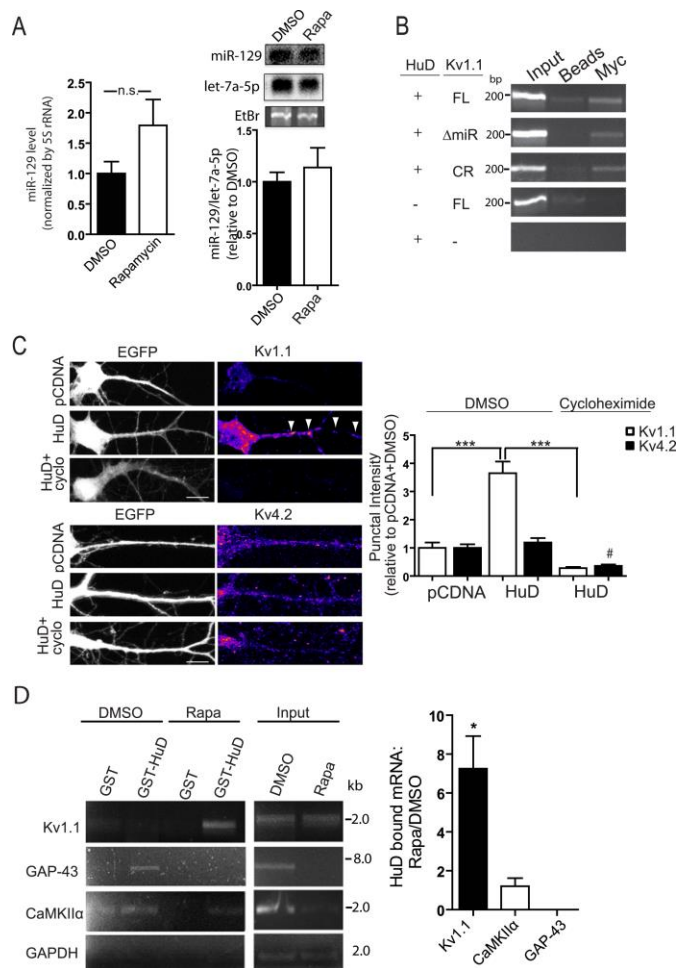 A
DMSO
Rapa
miR-129
let-7a-5p
EtBr
n.s.
miR-129 level
(normalized by 5S rRNA)
2.5
2.0
1.5
1.0
0.5
0.0
DMSO
Rapamycin
miR-129/let-7a-5p
(relative to DMSO)
1.5
1.0
0.5
0.0
DMSO
Rapa
B
HuD Kv1.1 bp Input Beads Myc
+ FL 200
+ ΔmiR 200
+ CR 200
- FL 200
+ -
C
EGFP Kv1.1
pCDNA
HuD
HuD+
cyclo
EGFP Kv4.2
pCDNA
HuD
HuD+
cyclo
DMSO Cycloheximide
Kv1.1
Kv4.2
*** ***
#
Punctal Intensity
(relative to pCDNA+DMSO)
5
4
3
2
1
0
pCDNA HuD HuD
D
DMSO Rapa Input
GST GST-HuD GST GST-HuD DMSO Rapa kb
Kv1.1 2.0
GAP-43 8.0
CaMKIIα 2.0
GAPDH 2.0
HuD bound mRNA:
Rapa/DMSO
10
8
6
4
2
0
*
Kv1.1
CaMKIIα
GAP-43